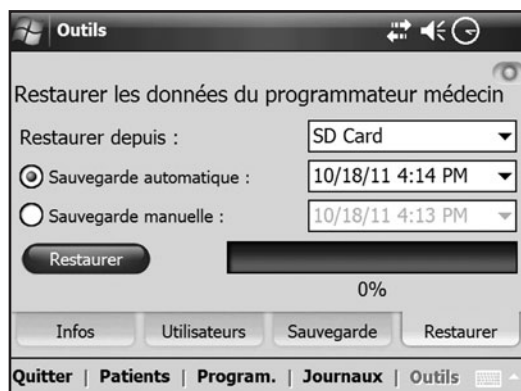 Outils
Restaurer les données du programmateur médecin
Restaurer depuis : SD Card
Sauvegarde automatique : 10/18/11 4:14 PM
Sauvegarde manuelle : 10/18/11 4:13 PM
Restaurer
0%
Infos Utilisateurs Sauvegarde Restaurer
Quitter | Patients | Program. | Journaux | Outils